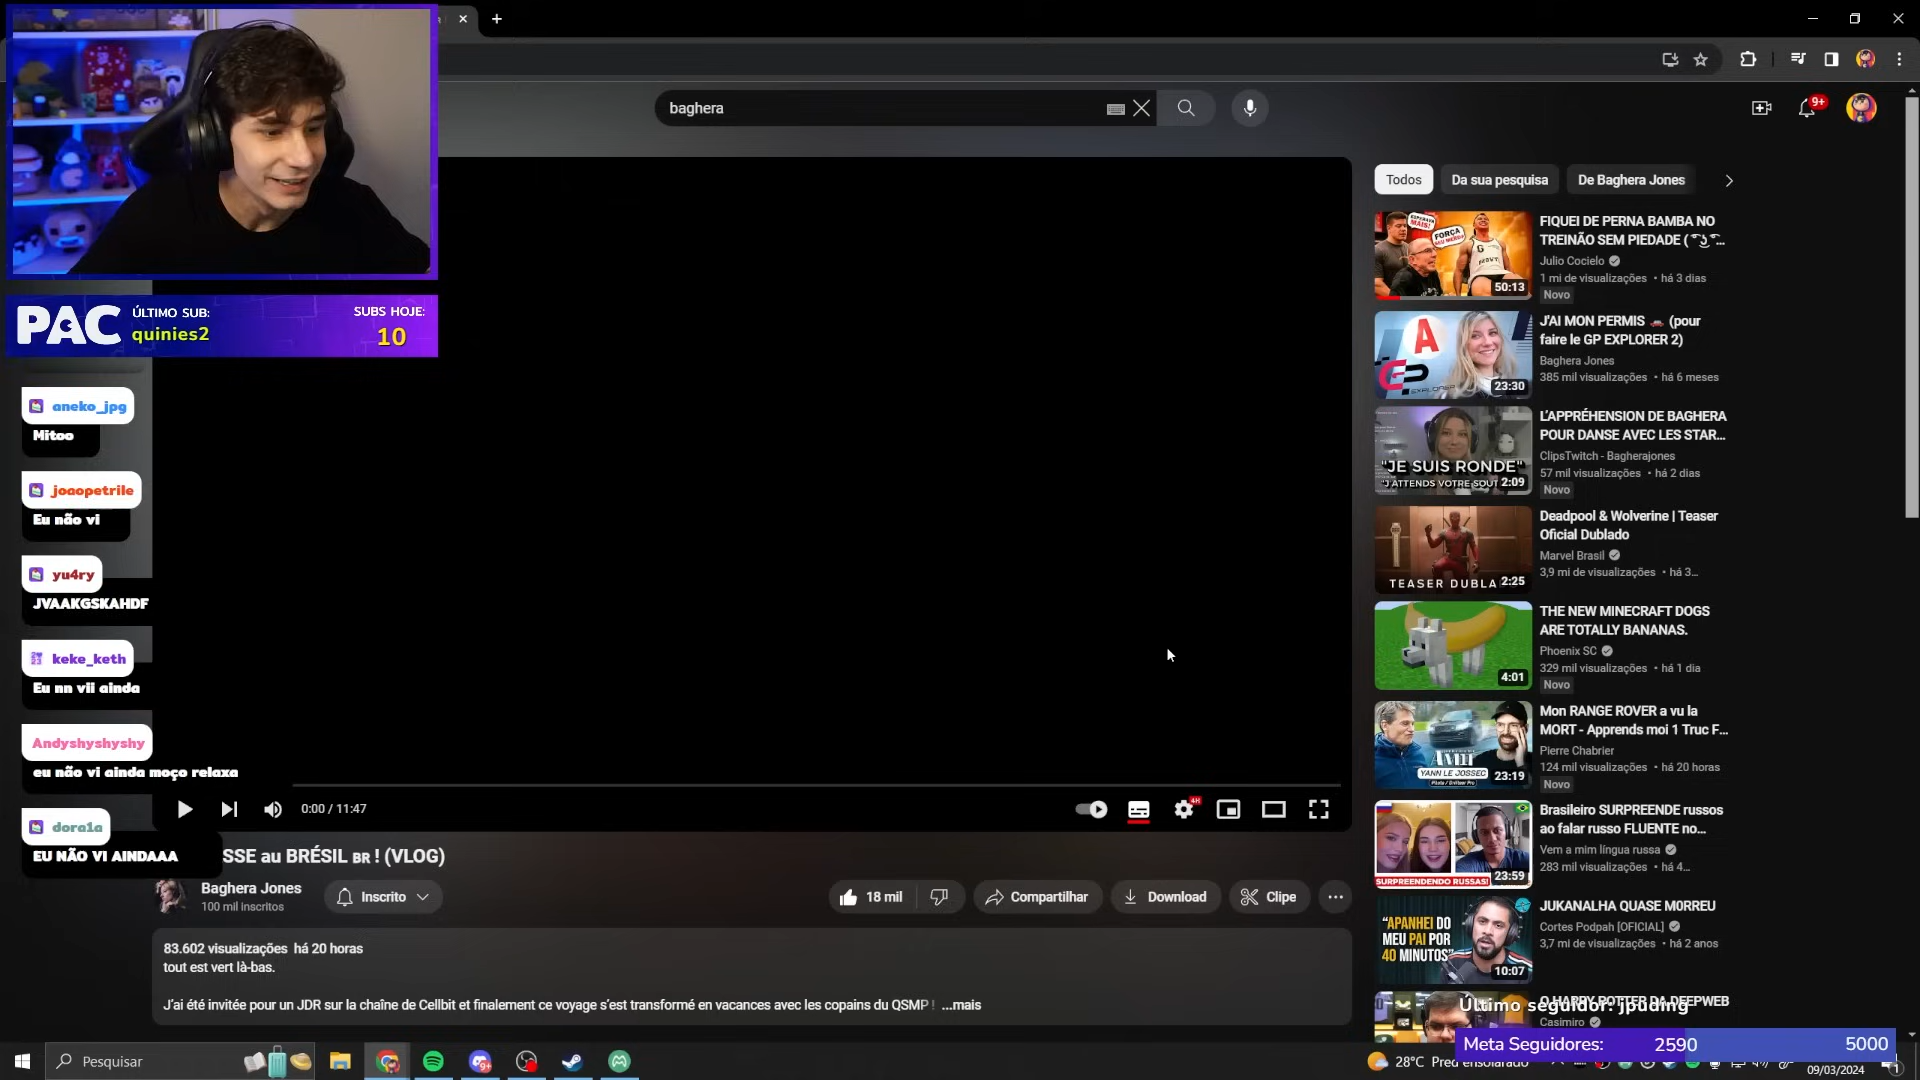 baghera
9+
PAC
ÚLTIMO SUB:
quinies2
SUBS HOJE:
10
aneko_jpg
Mitoo
joaopetrile
Eu não vi
yu4ry
JVAAKGSKAHDF
keke_keth
Eu nn vii ainda
Andyshyshyshy
eu não vi ainda moço relaxa
dora1a
EU NÃO VI AINDAAA
0:00 / 11:47
4K
SSE au BRÉSIL BR ! (VLOG)
Baghera Jones
100 mil inscritos
Inscrito
18 mil
Compartilhar
Download
Clipe
83.602 visualizações há 20 horas
tout est vert là-bas.
J'ai été invitée pour un JDR sur la chaîne de Cellbit et finalement ce voyage s'est transformé en vacances avec les copains du QSMP ! ...mais
Todos
Da sua pesquisa
De Baghera Jones
FORÇA
50:13
FIQUEI DE PERNA BAMBA NO
TREINÃO SEM PIEDADE ( ͡° ͜ʖ ͡°...
Julio Cocielo
1 mi de visualizações • há 3 dias
Novo
A
23:30
J'AI MON PERMIS 🚗 (pour
faire le GP EXPLORER 2)
Baghera Jones
385 mil visualizações • há 6 meses
"JE SUIS RONDE"
"J'ATTENDS VOTRE SOUT
2:09
L'APPRÉHENSION DE BAGHERA
POUR DANSE AVEC LES STAR...
ClipsTwitch - Bagherajones
57 mil visualizações • há 2 dias
Novo
TEASER DUBLA
2:25
Deadpool & Wolverine | Teaser
Oficial Dublado
Marvel Brasil
3,9 mi de visualizações • há 3...
4:01
THE NEW MINECRAFT DOGS
ARE TOTALLY BANANAS.
Phoenix SC
329 mil visualizações • há 1 dia
Novo
YANN LE JOSSEC
23:19
Mon RANGE ROVER a vu la
MORT - Apprends moi 1 Truc F...
Pierre Chabrier
124 mil visualizações • há 20 horas
Novo
SURPREENDENDO RUSSAS!
23:59
Brasileiro SURPREENDE russos
ao falar russo FLUENTE no...
Vem a mim língua russa
283 mil visualizações • há 4...
"APANHEI DO
MEU PAI POR
40 MINUTOS"
10:07
JUKANALHA QUASE M0RREU
Cortes Podpah [OFICIAL]
3,7 mi de visualizações • há 2 anos
O HARRY POTTER DA DEEPWEB
Casimiro
Último seguidor: jpuding
Meta Seguidores:
2590
5000
Pesquisar
28°C
09/03/2024